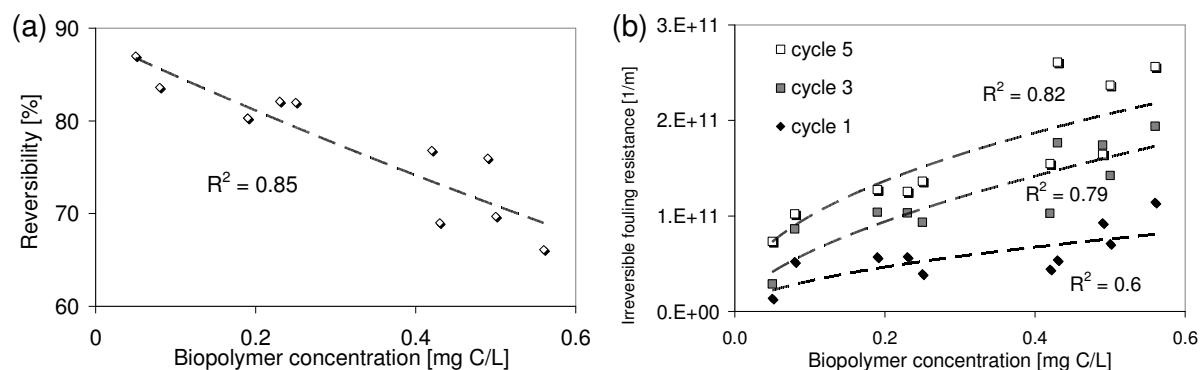 (a)
90
80
70
60
Reversibility [%]
R² = 0.85
0
0.2
0.4
0.6
Biopolymer concentration [mg C/L]
(b)
3.E+11
2.E+11
1.E+11
0.E+00
Irreversible fouling resistance [1/m]
cycle 5
cycle 3
cycle 1
R² = 0.82
R² = 0.79
R² = 0.6
0.0
0.2
0.4
0.6
Biopolymer concentration [mg C/L]